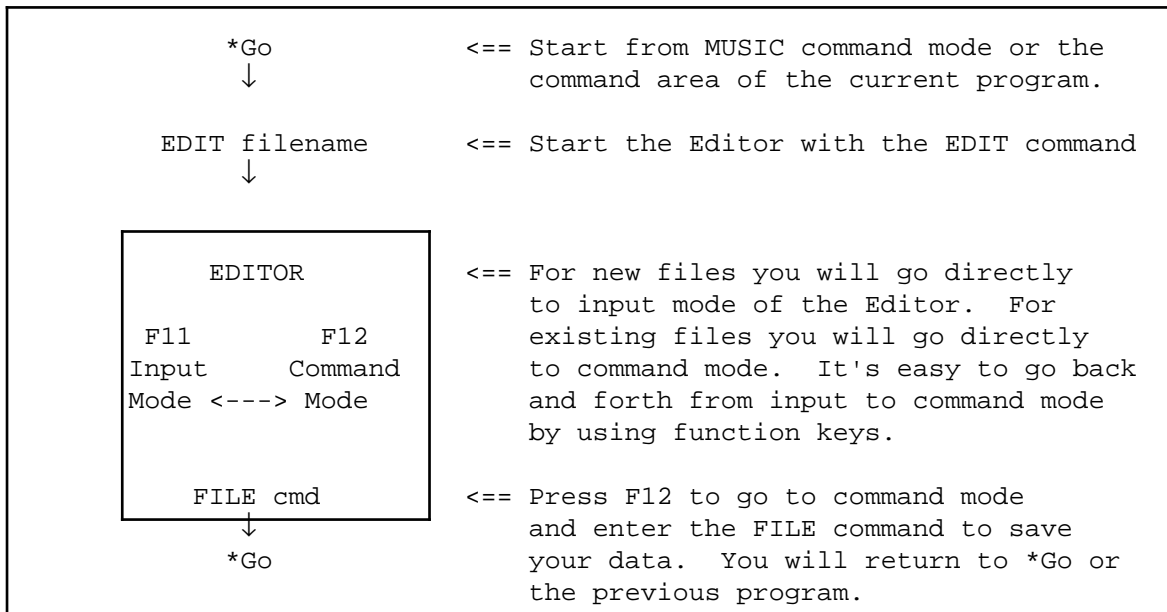 *Go <== Start from MUSIC command mode or the
↓ command area of the current program.
EDIT filename <== Start the Editor with the EDIT command
↓
EDITOR <== For new files you will go directly
to input mode of the Editor. For
F11 F12 existing files you will go directly
Input Command to command mode. It's easy to go back
Mode <---> Mode and forth from input to command mode
by using function keys.
FILE cmd <== Press F12 to go to command mode
↓ and enter the FILE command to save
*Go your data. You will return to *Go or
the previous program.